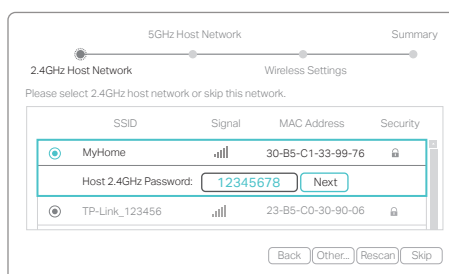 5GHz Host Network Summary
2.4GHz Host Network Wireless Settings
Please select 2.4GHz host network or skip this network.
SSID Signal MAC Address Security
MyHome 30-B5-C1-33-99-76
Host 2.4GHz Password: 12345678 Next
TP-Link_123456 23-B5-C0-30-90-06
Back Other... Rescan Skip